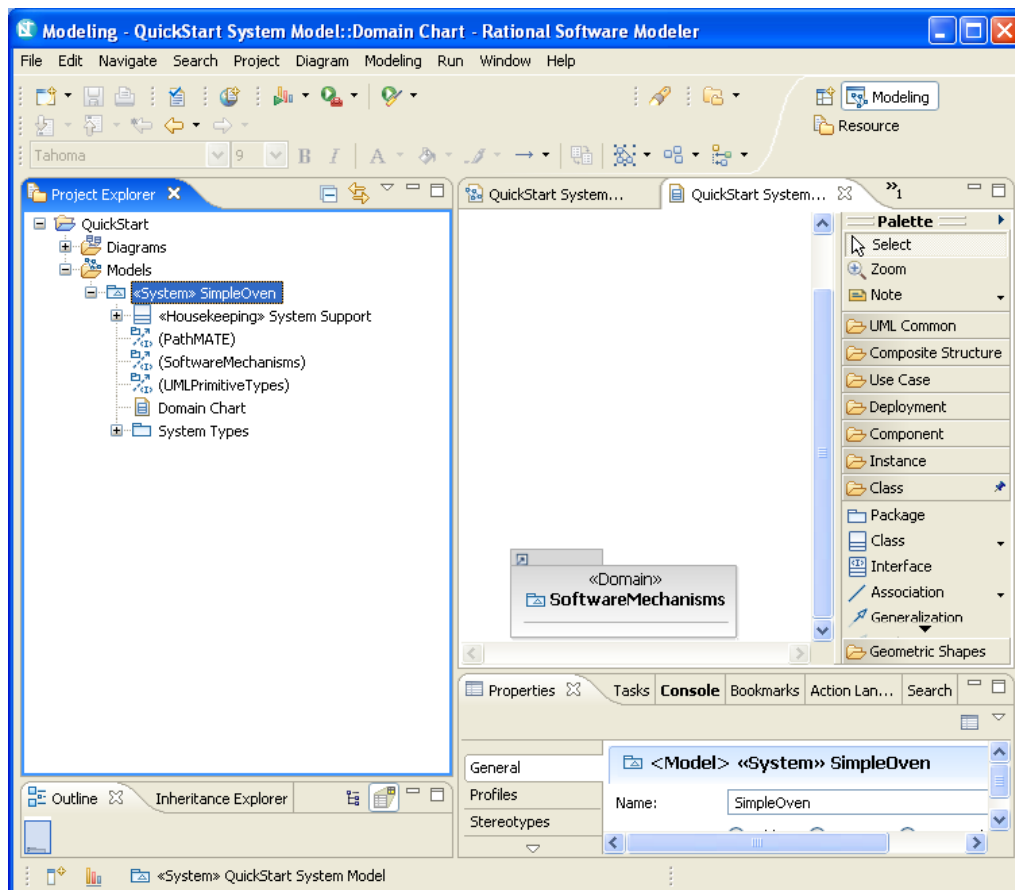 Modeling - QuickStart System Model::Domain Chart - Rational Software Modeler
File Edit Navigate Search Project Diagram Modeling Run Window Help
Modeling
Resource
Tahoma 9 B I A
Project Explorer
QuickStart
Diagrams
Models
«System» SimpleOven
«Housekeeping» System Support
(PathMATE)
(SoftwareMechanisms)
(UMLPrimitiveTypes)
Domain Chart
System Types
QuickStart System... QuickStart System... »1
«Domain»
SoftwareMechanisms
Palette
Select
Zoom
Note
UML Common
Composite Structure
Use Case
Deployment
Component
Instance
Class
Package
Class
Interface
Association
Generalization
Geometric Shapes
Properties Tasks Console Bookmarks Action Lan... Search
General
Profiles
Stereotypes
<Model> «System» SimpleOven
Name: SimpleOven
Outline Inheritance Explorer
«System» QuickStart System Model